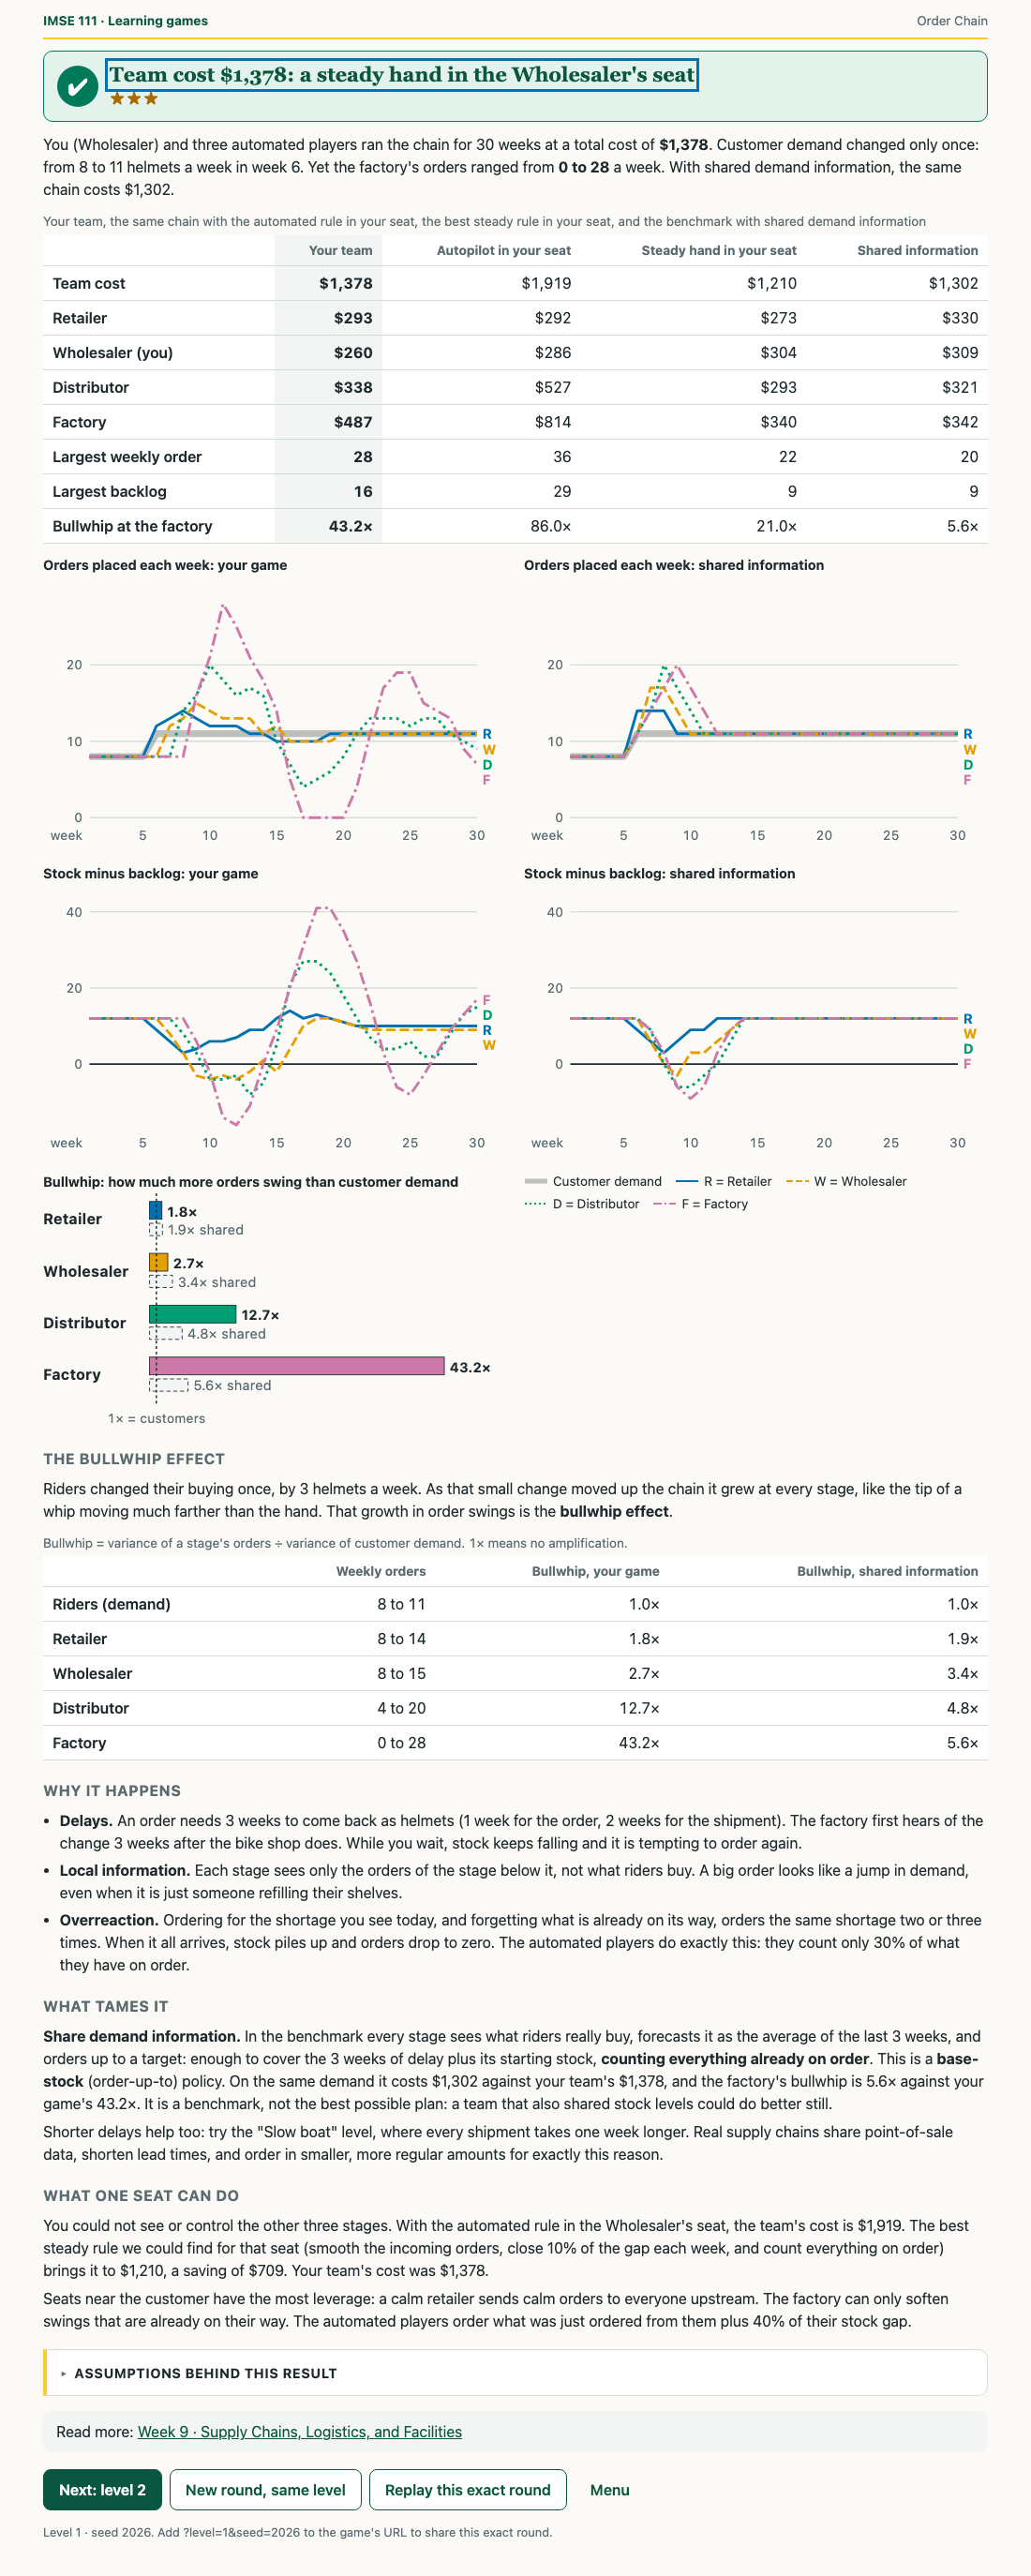 IMSE 111 · Learning games
Order Chain
✔
Team cost $1,378: a steady hand in the Wholesaler's seat
★★★
You (Wholesaler) and three automated players ran the chain for 30 weeks at a total cost of $1,378. Customer demand changed only once:
from 8 to 11 helmets a week in week 6. Yet the factory's orders ranged from 0 to 28 a week. With shared demand information, the same
chain costs $1,302.
Your team, the same chain with the automated rule in your seat, the best steady rule in your seat, and the benchmark with shared demand information
Your team Autopilot in your seat Steady hand in your seat Shared information
Team cost $1,378 $1,919 $1,210 $1,302
Retailer $293 $292 $273 $330
Wholesaler (you) $260 $286 $304 $309
Distributor $338 $527 $293 $321
Factory $487 $814 $340 $342
Largest weekly order 28 36 22 20
Largest backlog 16 29 9 9
Bullwhip at the factory 43.2× 86.0× 21.0× 5.6×
Orders placed each week: your game
20
10
0
week 5 10 15 20 25 30
R
W
D
F
Orders placed each week: shared information
20
10
0
week 5 10 15 20 25 30
R
W
D
F
Stock minus backlog: your game
40
20
0
week 5 10 15 20 25 30
F
D
R
W
Stock minus backlog: shared information
40
20
0
week 5 10 15 20 25 30
R
W
D
F
Bullwhip: how much more orders swing than customer demand
Retailer 1.8×
1.9× shared
Wholesaler 2.7×
3.4× shared
Distributor 12.7×
4.8× shared
Factory 43.2×
5.6× shared
1× = customers
Customer demand R = Retailer W = Wholesaler
D = Distributor F = Factory
THE BULLWHIP EFFECT
Riders changed their buying once, by 3 helmets a week. As that small change moved up the chain it grew at every stage, like the tip of a
whip moving much farther than the hand. That growth in order swings is the bullwhip effect.
Bullwhip = variance of a stage's orders ÷ variance of customer demand. 1× means no amplification.
Weekly orders Bullwhip, your game Bullwhip, shared information
Riders (demand) 8 to 11 1.0× 1.0×
Retailer 8 to 14 1.8× 1.9×
Wholesaler 8 to 15 2.7× 3.4×
Distributor 4 to 20 12.7× 4.8×
Factory 0 to 28 43.2× 5.6×
WHY IT HAPPENS
• Delays. An order needs 3 weeks to come back as helmets (1 week for the order, 2 weeks for the shipment). The factory first hears of the
change 3 weeks after the bike shop does. While you wait, stock keeps falling and it is tempting to order again.
• Local information. Each stage sees only the orders of the stage below it, not what riders buy. A big order looks like a jump in demand,
even when it is just someone refilling their shelves.
• Overreaction. Ordering for the shortage you see today, and forgetting what is already on its way, orders the same shortage two or three
times. When it all arrives, stock piles up and orders drop to zero. The automated players do exactly this: they count only 30% of what
they have on order.
WHAT TAMES IT
Share demand information. In the benchmark every stage sees what riders really buy, forecasts it as the average of the last 3 weeks, and
orders up to a target: enough to cover the 3 weeks of delay plus its starting stock, counting everything already on order. This is a base-
stock (order-up-to) policy. On the same demand it costs $1,302 against your team's $1,378, and the factory's bullwhip is 5.6× against your
game's 43.2×. It is a benchmark, not the best possible plan: a team that also shared stock levels could do better still.
Shorter delays help too: try the "Slow boat" level, where every shipment takes one week longer. Real supply chains share point-of-sale
data, shorten lead times, and order in smaller, more regular amounts for exactly this reason.
WHAT ONE SEAT CAN DO
You could not see or control the other three stages. With the automated rule in the Wholesaler's seat, the team's cost is $1,919. The best
steady rule we could find for that seat (smooth the incoming orders, close 10% of the gap each week, and count everything on order)
brings it to $1,210, a saving of $709. Your team's cost was $1,378.
Seats near the customer have the most leverage: a calm retailer sends calm orders to everyone upstream. The factory can only soften
swings that are already on their way. The automated players order what was just ordered from them plus 40% of their stock gap.
▸ ASSUMPTIONS BEHIND THIS RESULT
Read more: Week 9 · Supply Chains, Logistics, and Facilities
Next: level 2 New round, same level Replay this exact round Menu
Level 1 · seed 2026. Add ?level=1&seed=2026 to the game's URL to share this exact round.